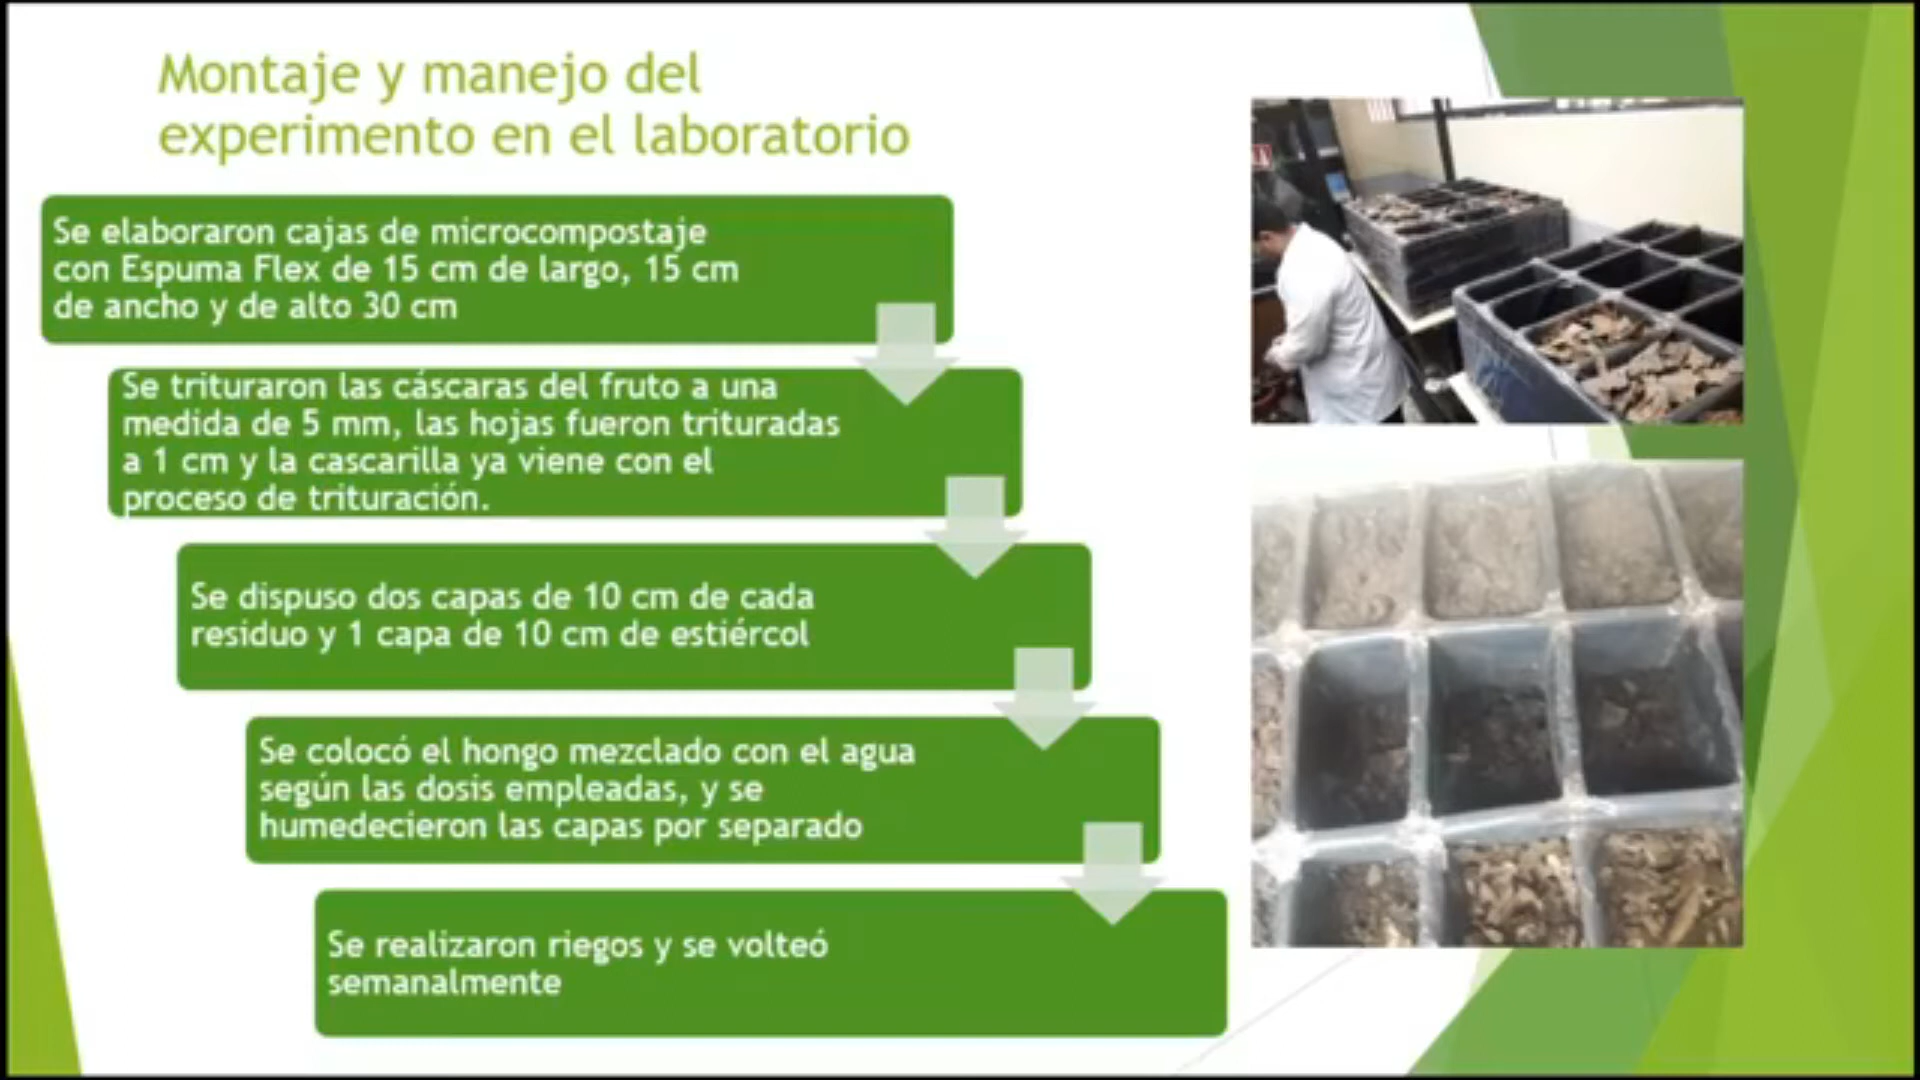 Montaje y manejo del
experimento en el laboratorio
Se elaboraron cajas de microcompostaje
con Espuma Flex de 15 cm de largo, 15 cm
de ancho y de alto 30 cm
Se trituraron las cáscaras del fruto a una
medida de 5 mm, las hojas fueron trituradas
a 1 cm y la cascarilla ya viene con el
proceso de trituración.
Se dispuso dos capas de 10 cm de cada
residuo y 1 capa de 10 cm de estiércol
Se colocó el hongo mezclado con el agua
según las dosis empleadas, y se
humedecieron las capas por separado
Se realizaron riegos y se volteó
semanalmente